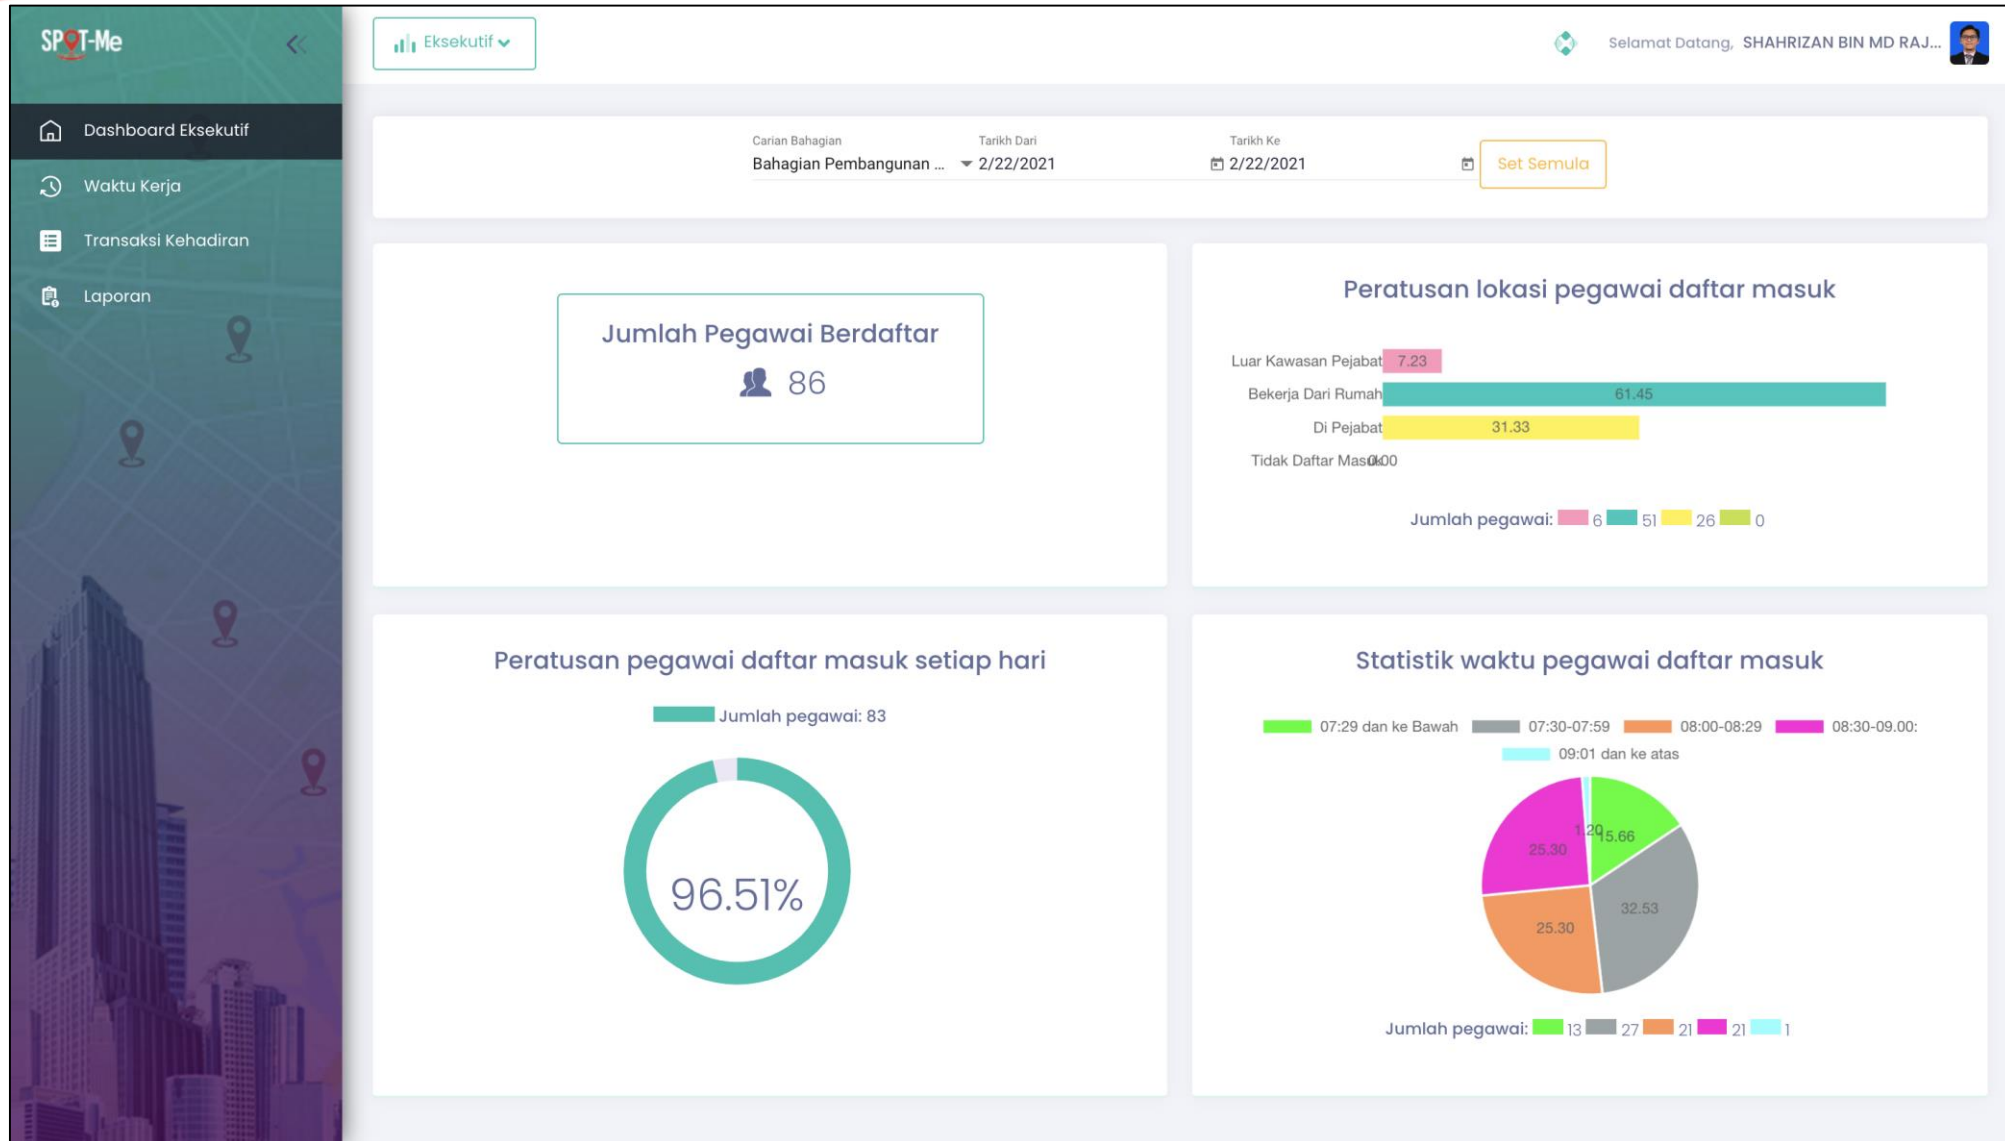 SPOT-Me
Eksekutif
Selamat Datang, SHAHRIZAN BIN MD RAJ...
Dashboard Eksekutif
Waktu Kerja
Transaksi Kehadiran
Laporan
Carian Bahagian
Tarikh Dari
Tarikh Ke
Bahagian Pembangunan ...
2/22/2021
2/22/2021
Set Semula
Jumlah Pegawai Berdaftar
86
Peratusan lokasi pegawai daftar masuk
Luar Kawasan Pejabat 7.23
Bekerja Dari Rumah 61.45
Di Pejabat 31.33
Tidak Daftar Masuk 0.00
Jumlah pegawai: 6 51 26 0
Peratusan pegawai daftar masuk setiap hari
Jumlah pegawai: 83
96.51%
Statistik waktu pegawai daftar masuk
07:29 dan ke Bawah 07:30-07:59 08:00-08:29 08:30-09.00:
09:01 dan ke atas
1.20
15.66
25.30
32.53
25.30
Jumlah pegawai: 13 27 21 21 1